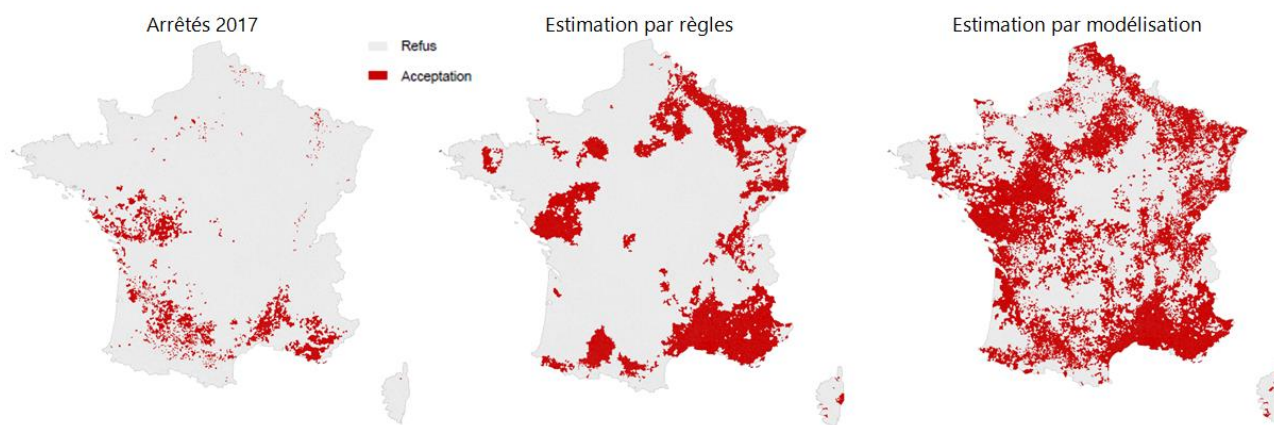 Arrêtés 2017
Refus
Acceptation
Estimation par règles
Estimation par modélisation